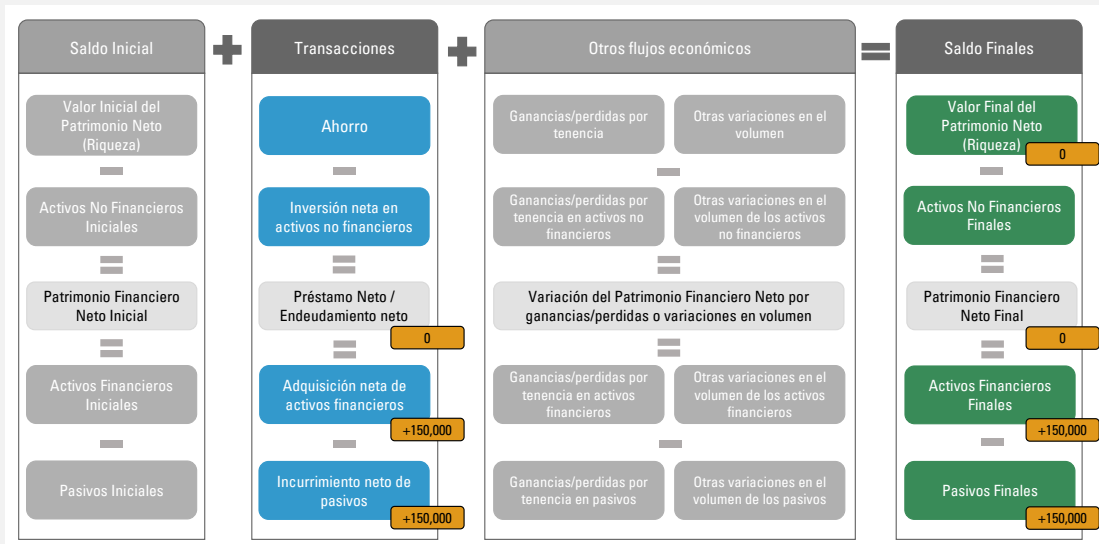 Saldo Inicial
Transacciones
Otros flujos económicos
Saldo Finales
Valor Inicial del
Patrimonio Neto
(Riqueza)
Ahorro
Ganancias/perdidas por
tenencia
Otras variaciones en el
volumen
Valor Final del
Patrimonio Neto
(Riqueza)
0
Activos No Financieros
Iniciales
Inversión neta en
activos no financieros
Ganancias/perdidas por
tenencia en activos no
financieros
Otras variaciones en el
volumen de los activos
no financieros
Activos No Financieros
Finales
Patrimonio Financiero
Neto Inicial
Préstamo Neto /
Endeudamiento neto
0
Variación del Patrimonio Financiero Neto por
ganancias/perdidas o variaciones en volumen
Patrimonio Financiero
Neto Final
0
Activos Financieros
Iniciales
Adquisición neta de
activos financieros
+150,000
Ganancias/perdidas por
tenencia en activos
financieros
Otras variaciones en el
volumen de los activos
financieros
Activos Financieros
Finales
+150,000
Pasivos Iniciales
Incurrimiento neto de
pasivos
+150,000
Ganancias/perdidas por
tenencia en pasivos
Otras variaciones en el
volumen de los pasivos
Pasivos Finales
+150,000